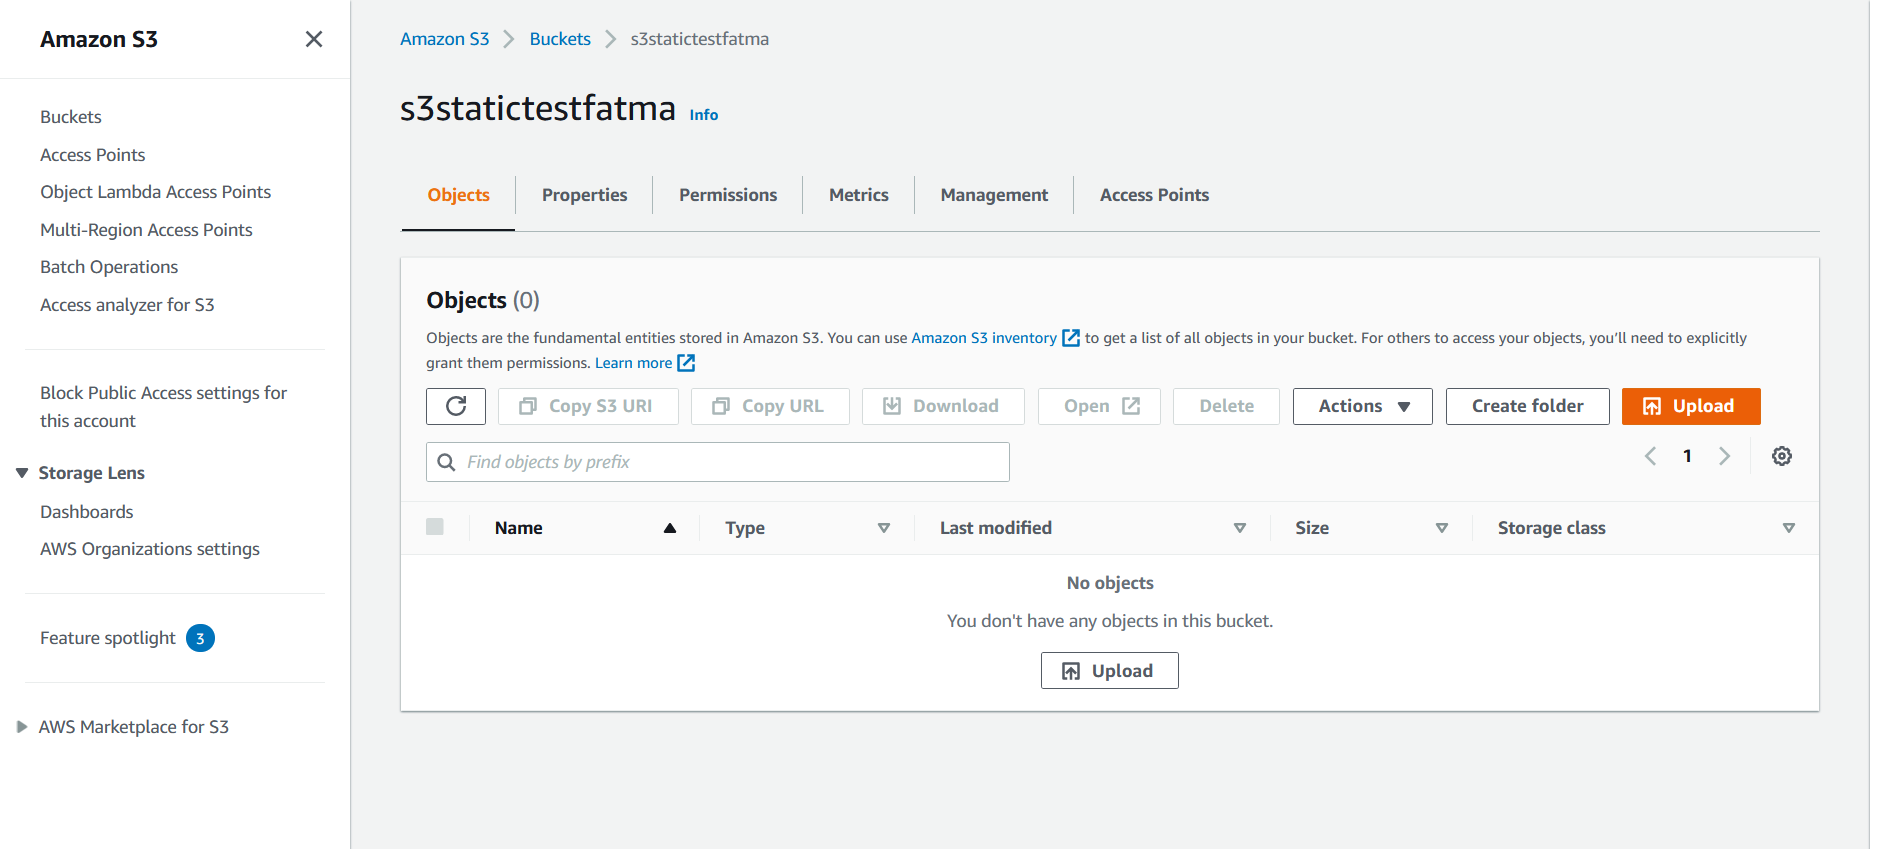 Amazon S3
Buckets
Access Points
Object Lambda Access Points
Multi-Region Access Points
Batch Operations
Access analyzer for S3
Block Public Access settings for
this account
Storage Lens
Dashboards
AWS Organizations settings
Feature spotlight 3
AWS Marketplace for S3
Amazon S3 Buckets s3statictestfatma
s3statictestfatma Info
Objects Properties Permissions Metrics Management Access Points
Objects (0)
Objects are the fundamental entities stored in Amazon S3. You can use Amazon S3 inventory to get a list of all objects in your bucket. For others to access your objects, you’ll need to explicitly
grant them permissions. Learn more
Copy S3 URI Copy URL Download Open Delete Actions Create folder Upload
Find objects by prefix 1
Name Type Last modified Size Storage class
No objects
You don't have any objects in this bucket.
Upload